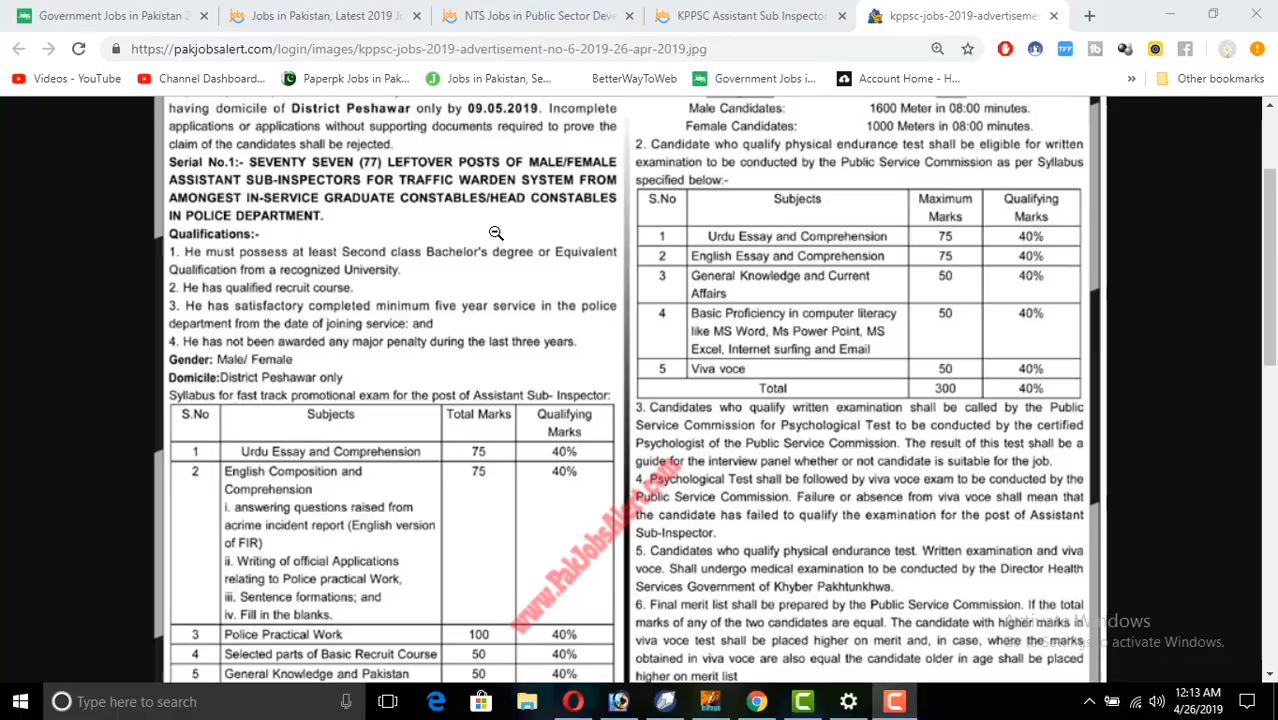 Government Jobs in Pakistan 2
Jobs in Pakistan, Latest 2019 J
NTS Jobs in Public Sector Deve
KPPSC Assistant Sub Inspector
kppsc-jobs-2019-advertisemen
https://pakjobsalert.com/login/images/kppsc-jobs-2019-advertisement-no-6-2019-26-apr-2019.jpg
Videos - YouTube
Channel Dashboard...
Paperpk Jobs in Pak...
Jobs in Pakistan, Se...
BetterWayToWeb
Government Jobs i...
Account Home - C...
»
Other bookmarks
having domicile of District Peshawar only by 09.05.2019. Incomplete
applications or applications without supporting documents required to prove the
claim of the candidates shall be rejected.
Serial No.1:- SEVENTY SEVEN (77) LEFTOVER POSTS OF MALE/FEMALE
ASSISTANT SUB-INSPECTORS FOR TRAFFIC WARDEN SYSTEM FROM
AMONGEST IN-SERVICE GRADUATE CONSTABLES/HEAD CONSTABLES
IN POLICE DEPARTMENT.
Qualifications:-
1. He must possess at least Second class Bachelor's degree or Equivalent
Qualification from a recognized University.
2. He has qualified recruit course.
3. He has satisfactory completed minimum five year service in the police
department from the date of joining service: and
4. He has not been awarded any major penalty during the last three years.
Gender: Male/ Female
Domicile:District Peshawar only
Syllabus for fast track promotional exam for the post of Assistant Sub- Inspector:
S.No Subjects Total Marks Qualifying
Marks
1 Urdu Essay and Comprehension 75 40%
2 English Composition and 75 40%
Comprehension
i. answering questions raised from
acrime incident report (English version
of FIR)
ii. Writing of official Applications
relating to Police practical Work,
iii. Sentence formations; and
iv. Fill in the blanks.
3 Police Practical Work 100 40%
4 Selected parts of Basic Recruit Course 50 40%
5 General Knowledge and Pakistan 50 40%
Male Candidates: 1600 Meter in 08:00 minutes.
Female Candidates: 1000 Meters in 08:00 minutes.
2. Candidate who qualify physical endurance test shall be eligible for written
examination to be conducted by the Public Service Commission as per Syllabus
specified below:-
S.No Subjects Maximum Qualifying
Marks Marks
1 Urdu Essay and Comprehension 75 40%
2 English Essay and Comprehension 75 40%
3 General Knowledge and Current 50 40%
Affairs
4 Basic Proficiency in computer literacy 50 40%
like MS Word, Ms Power Point, MS
Excel, Internet surfing and Email
5 Viva voce 50 40%
Total 300 40%
3. Candidates who qualify written examination shall be called by the Public
Service Commission for Psychological Test to be conducted by the certified
Psychologist of the Public Service Commission. The result of this test shall be a
guide for the interview panel whether or not candidate is suitable for the job.
4. Psychological Test shall be followed by viva voce exam to be conducted by the
Public Service Commission. Failure or absence from viva voce shall mean that
the candidate has failed to qualify the examination for the post of Assistant
Sub-Inspector.
5. Candidates who qualify physical endurance test. Written examination and viva
voce. Shall undergo medical examination to be conducted by the Director Health
Services Government of Khyber Pakhtunkhwa.
6. Final merit list shall be prepared by the Public Service Commission. If the total
marks of any of the two candidates are equal. The candidate with higher marks in
viva voce test shall be placed higher on merit and, in case, where the marks
obtained in viva voce are also equal the candidate older in age shall be placed
higher on merit list
www.PakJobsAlert.com
Activate Windows
Go to Settings to activate Windows.
Type here to search
12:13 AM
4/26/2019